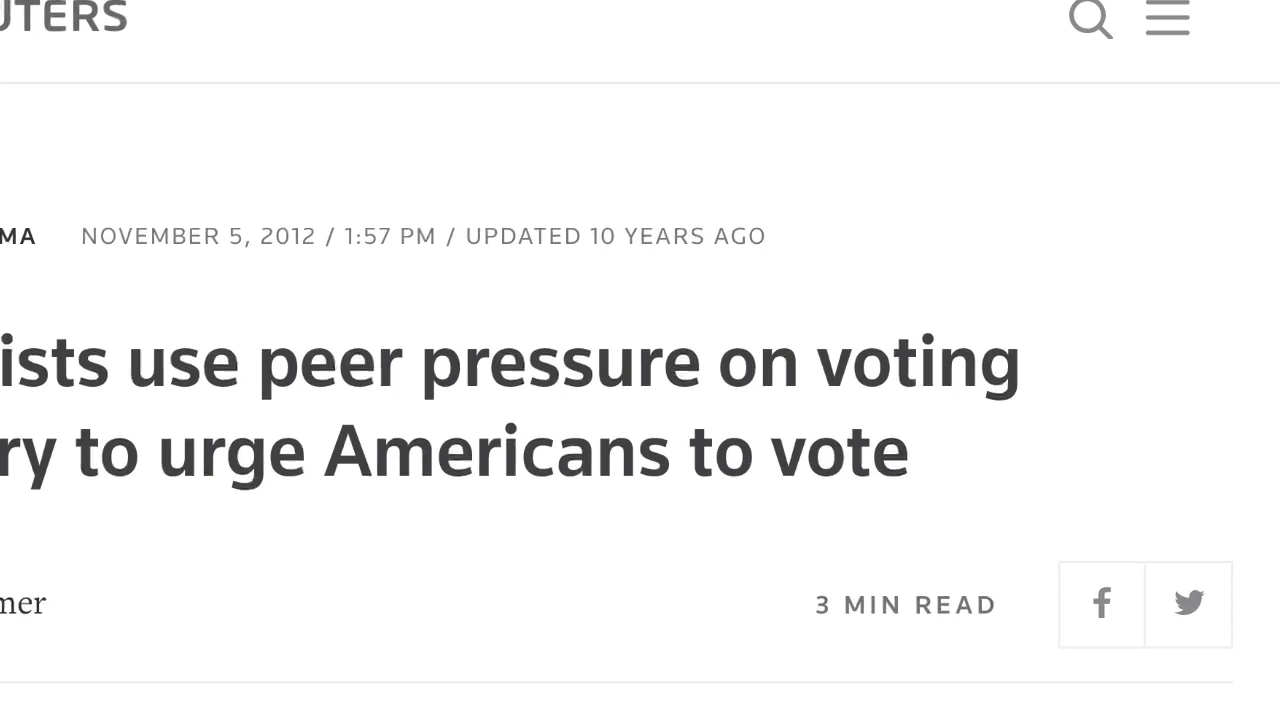 UTERS
MA NOVEMBER 5, 2012 / 1:57 PM / UPDATED 10 YEARS AGO
ists use peer pressure on voting
ry to urge Americans to vote
mer 3 MIN READ